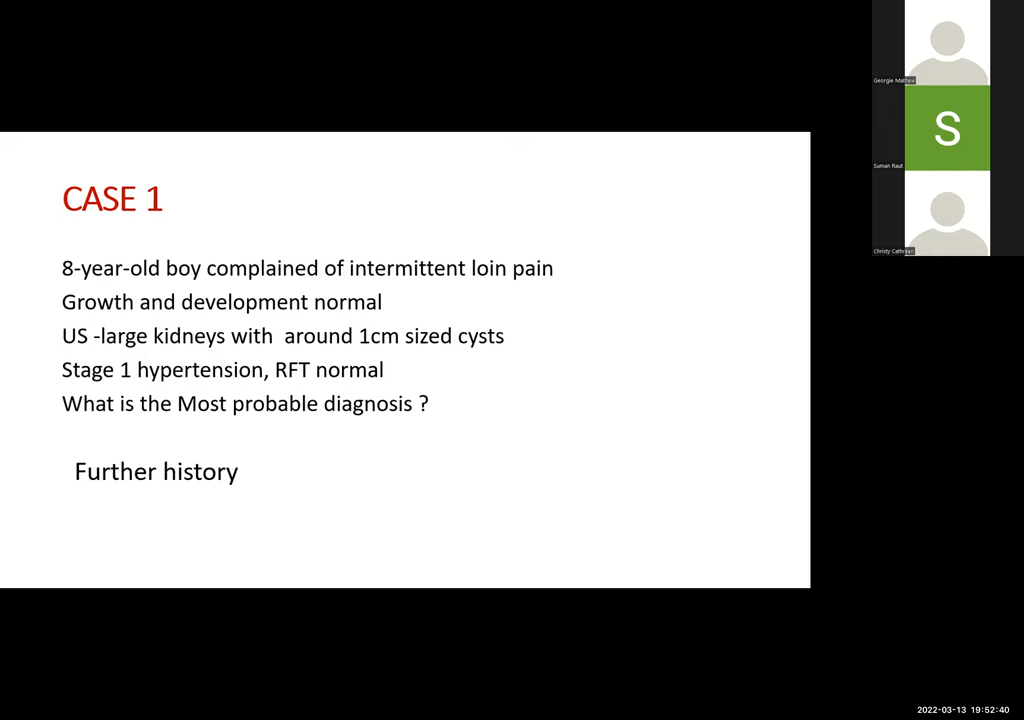 CASE 1
8-year-old boy complained of intermittent loin pain
Growth and development normal
US -large kidneys with  around 1cm sized cysts
Stage 1 hypertension, RFT normal
What is the Most probable diagnosis ?
Further history
Georgie Mathew
S
Suman Raut
Christy Cathreen
2022-03-13 19:52:40